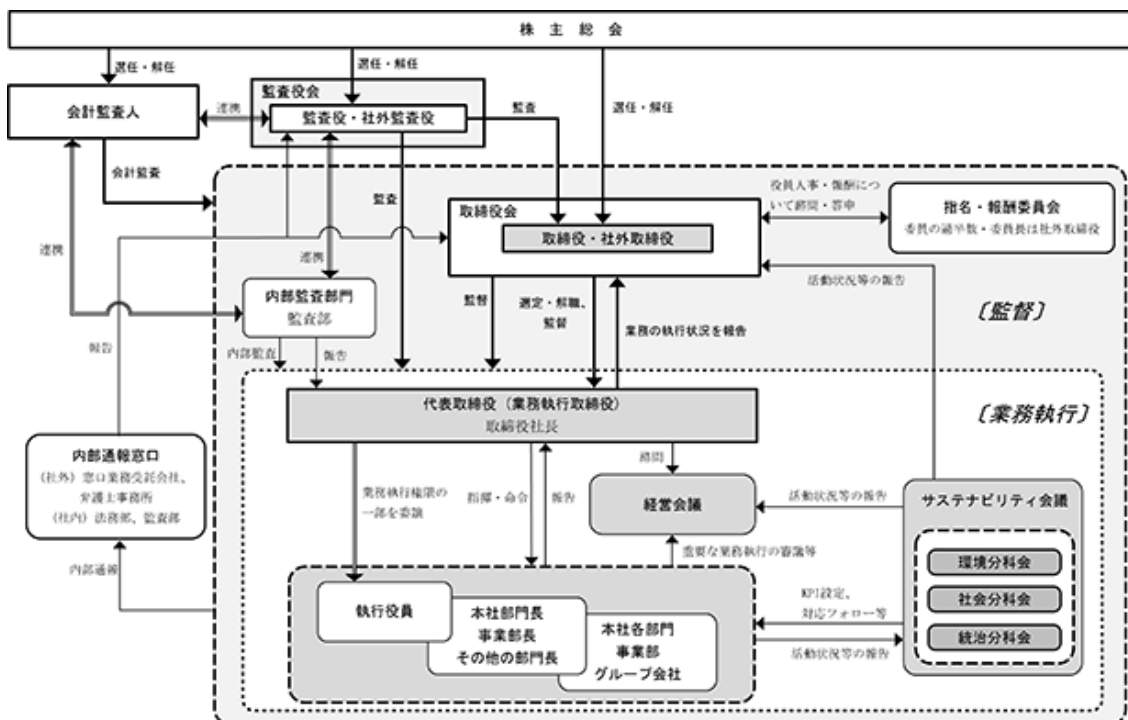 株主総会
選任・解任
選任・解任
選任・解任
会計監査人
連携
監査役会
監査役・社外監査役
監査
会計監査
監査
連携
連携
取締役会
取締役・社外取締役
役員人事・報酬につ
いて諮問・答申
指名・報酬委員会
委員の過半数・委員長は社外取締役
活動状況等の報告
〔監督〕
内部監査部門
監査部
監督
選定・解職、
監督
業務の執行状況を報告
報告
内部監査
報告
代表取締役（業務執行取締役）
取締役社長
〔業務執行〕
内部通報窓口
（社外）窓口業務受託会社、
弁護士事務所
（社内）法務部、監査部
内部通報
業務執行権限の
一部を委譲
指揮・命令
報告
諮問
経営会議
活動状況等の報告
重要な業務執行の審議等
サステナビリティ会議
環境分科会
社会分科会
統治分科会
KPI設定、
対応フォロー等
活動状況等の報告
執行役員
本社部門長
事業部長
その他の部門長
本社各部門
事業部
グループ会社